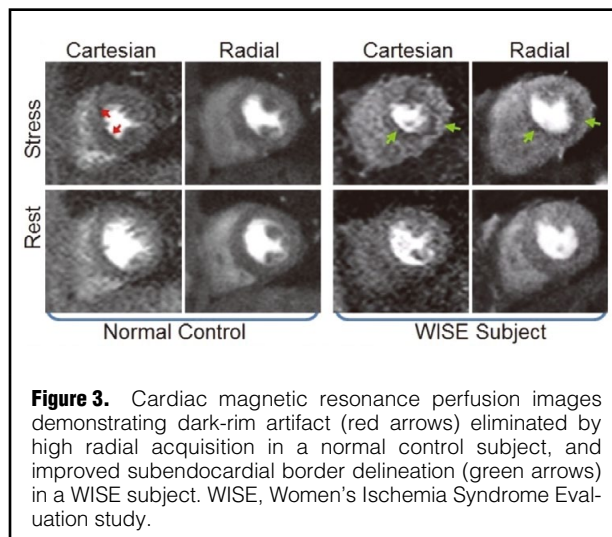 Cartesian Radial Cartesian Radial
Stress
Rest
Normal Control WISE Subject
Figure 3. Cardiac magnetic resonance perfusion images
demonstrating dark-rim artifact (red arrows) eliminated by
high radial acquisition in a normal control subject, and
improved subendocardial border delineation (green arrows)
in a WISE subject. WISE, Women's Ischemia Syndrome Eval-
uation study.